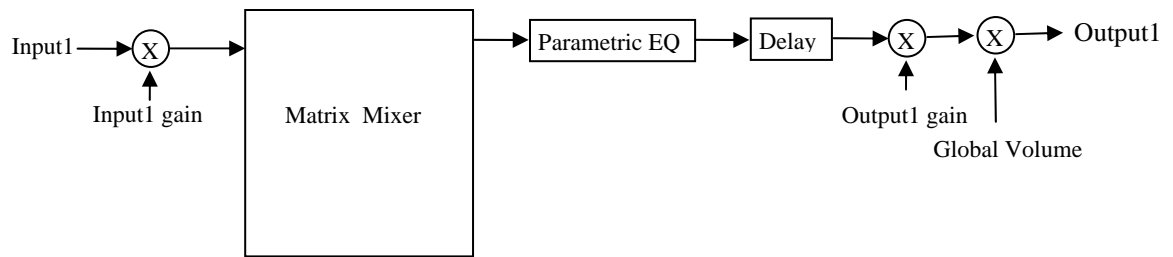 Input1
X
Input1 gain
Matrix Mixer
Parametric EQ
Delay
X
Output1 gain
X
Global Volume
Output1